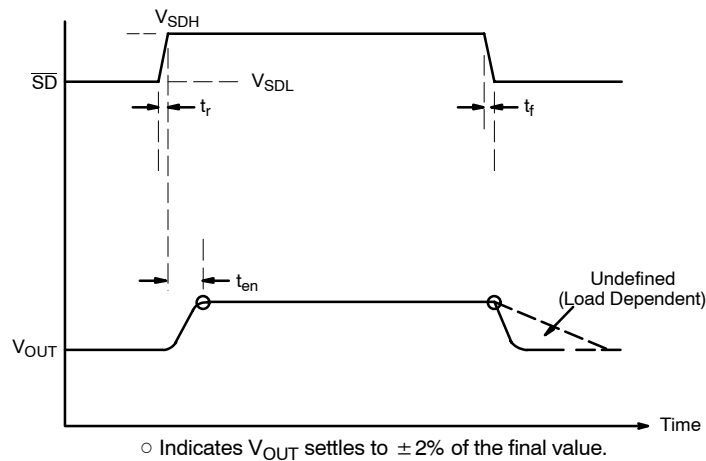 V_SDH
SD
V_SDL
t_r
t_f
t_en
Undefined
(Load Dependent)
V_OUT
Time
○ Indicates V_OUT settles to ±2% of the final value.